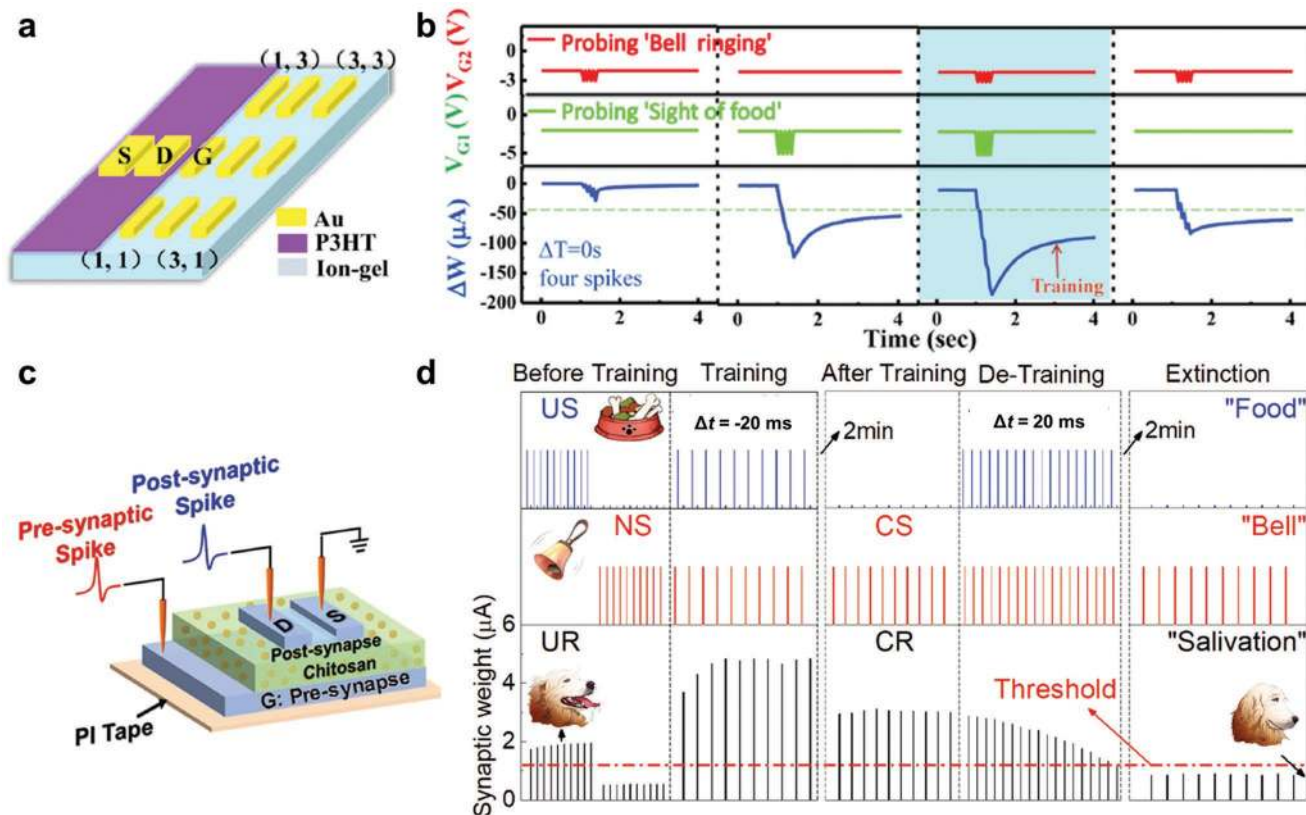 a
(1, 3) (3, 3)
S D G
(1, 1) (3, 1)
Au
P3HT
Ion-gel
b
V_G2 (V)
0
-3
Probing 'Bell ringing'
V_G1 (V)
0
-5
Probing 'Sight of food'
ΔW (μA)
0
-50
-100
-150
-200
ΔT=0s
four spikes
Training
0 2 4 0 2 4 0 2 4 0 2 4
Time (sec)
c
Post-synaptic
Spike
Pre-synaptic
Spike
D S
Post-synapse
Chitosan
G: Pre-synapse
PI Tape
d
Before Training Training After Training De-Training Extinction
US Δt = -20 ms 2min Δt = 20 ms 2min "Food"
NS CS "Bell"
Synaptic weight (μA)
6
4
2
0
UR CR "Salivation"
Threshold